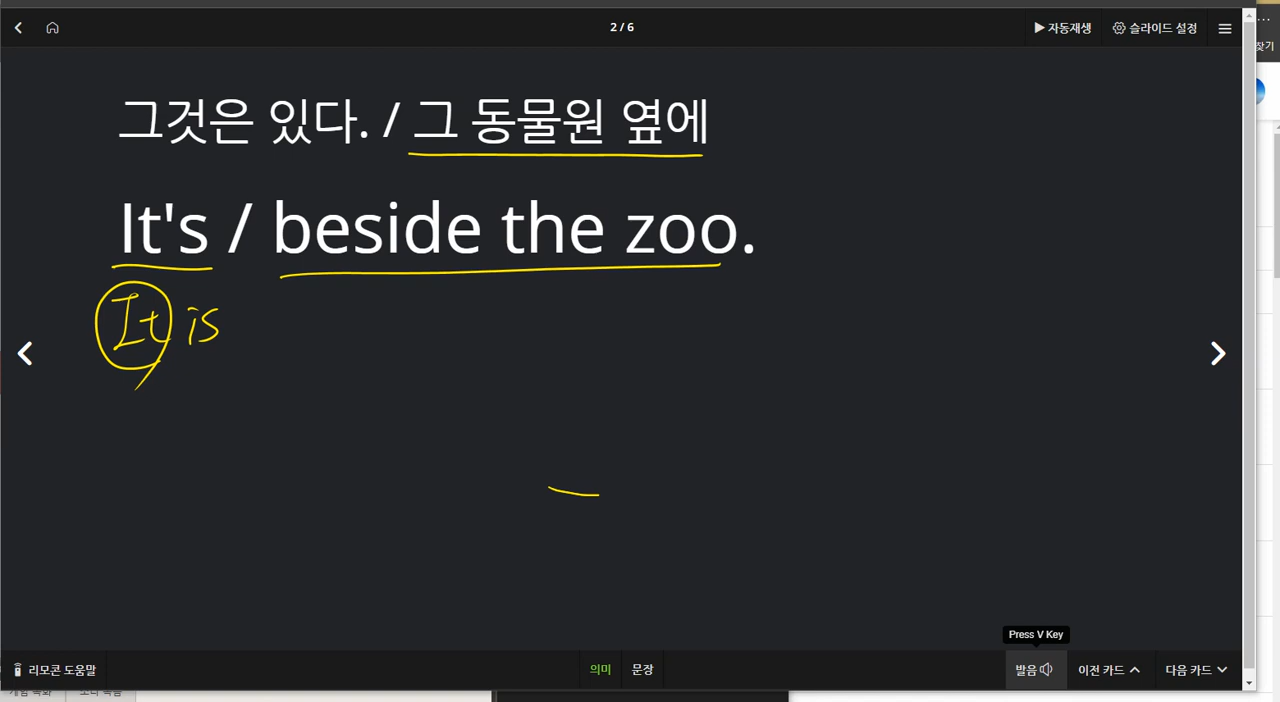 2 / 6
자동재생
슬라이드 설정
찾기
그것은 있다. / 그 동물원 옆에
It's / beside the zoo.
It is
Press V Key
리모콘 도움말
의미
문장
발음
이전 카드
다음 카드